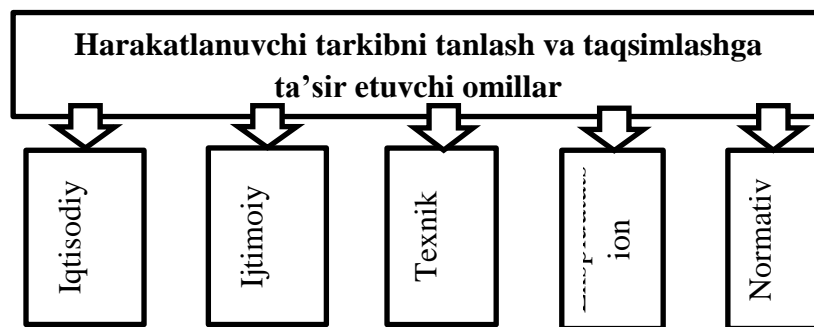 Harakatlanuvchi tarkibni tanlash va taqsimlashga
ta’sir etuvchi omillar
Iqtisodiy
Ijtimoiy
Texnik
ion
Normativ